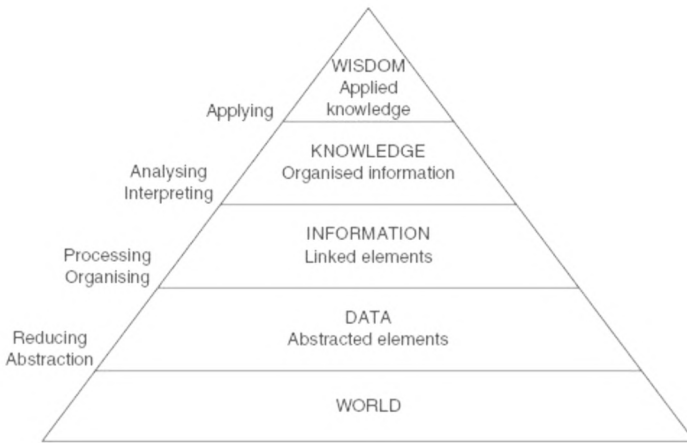 WISDOM
Applied
knowledge
Applying
KNOWLEDGE
Organised information
Analysing
Interpreting
INFORMATION
Linked elements
Processing
Organising
DATA
Abstracted elements
Reducing
Abstraction
WORLD